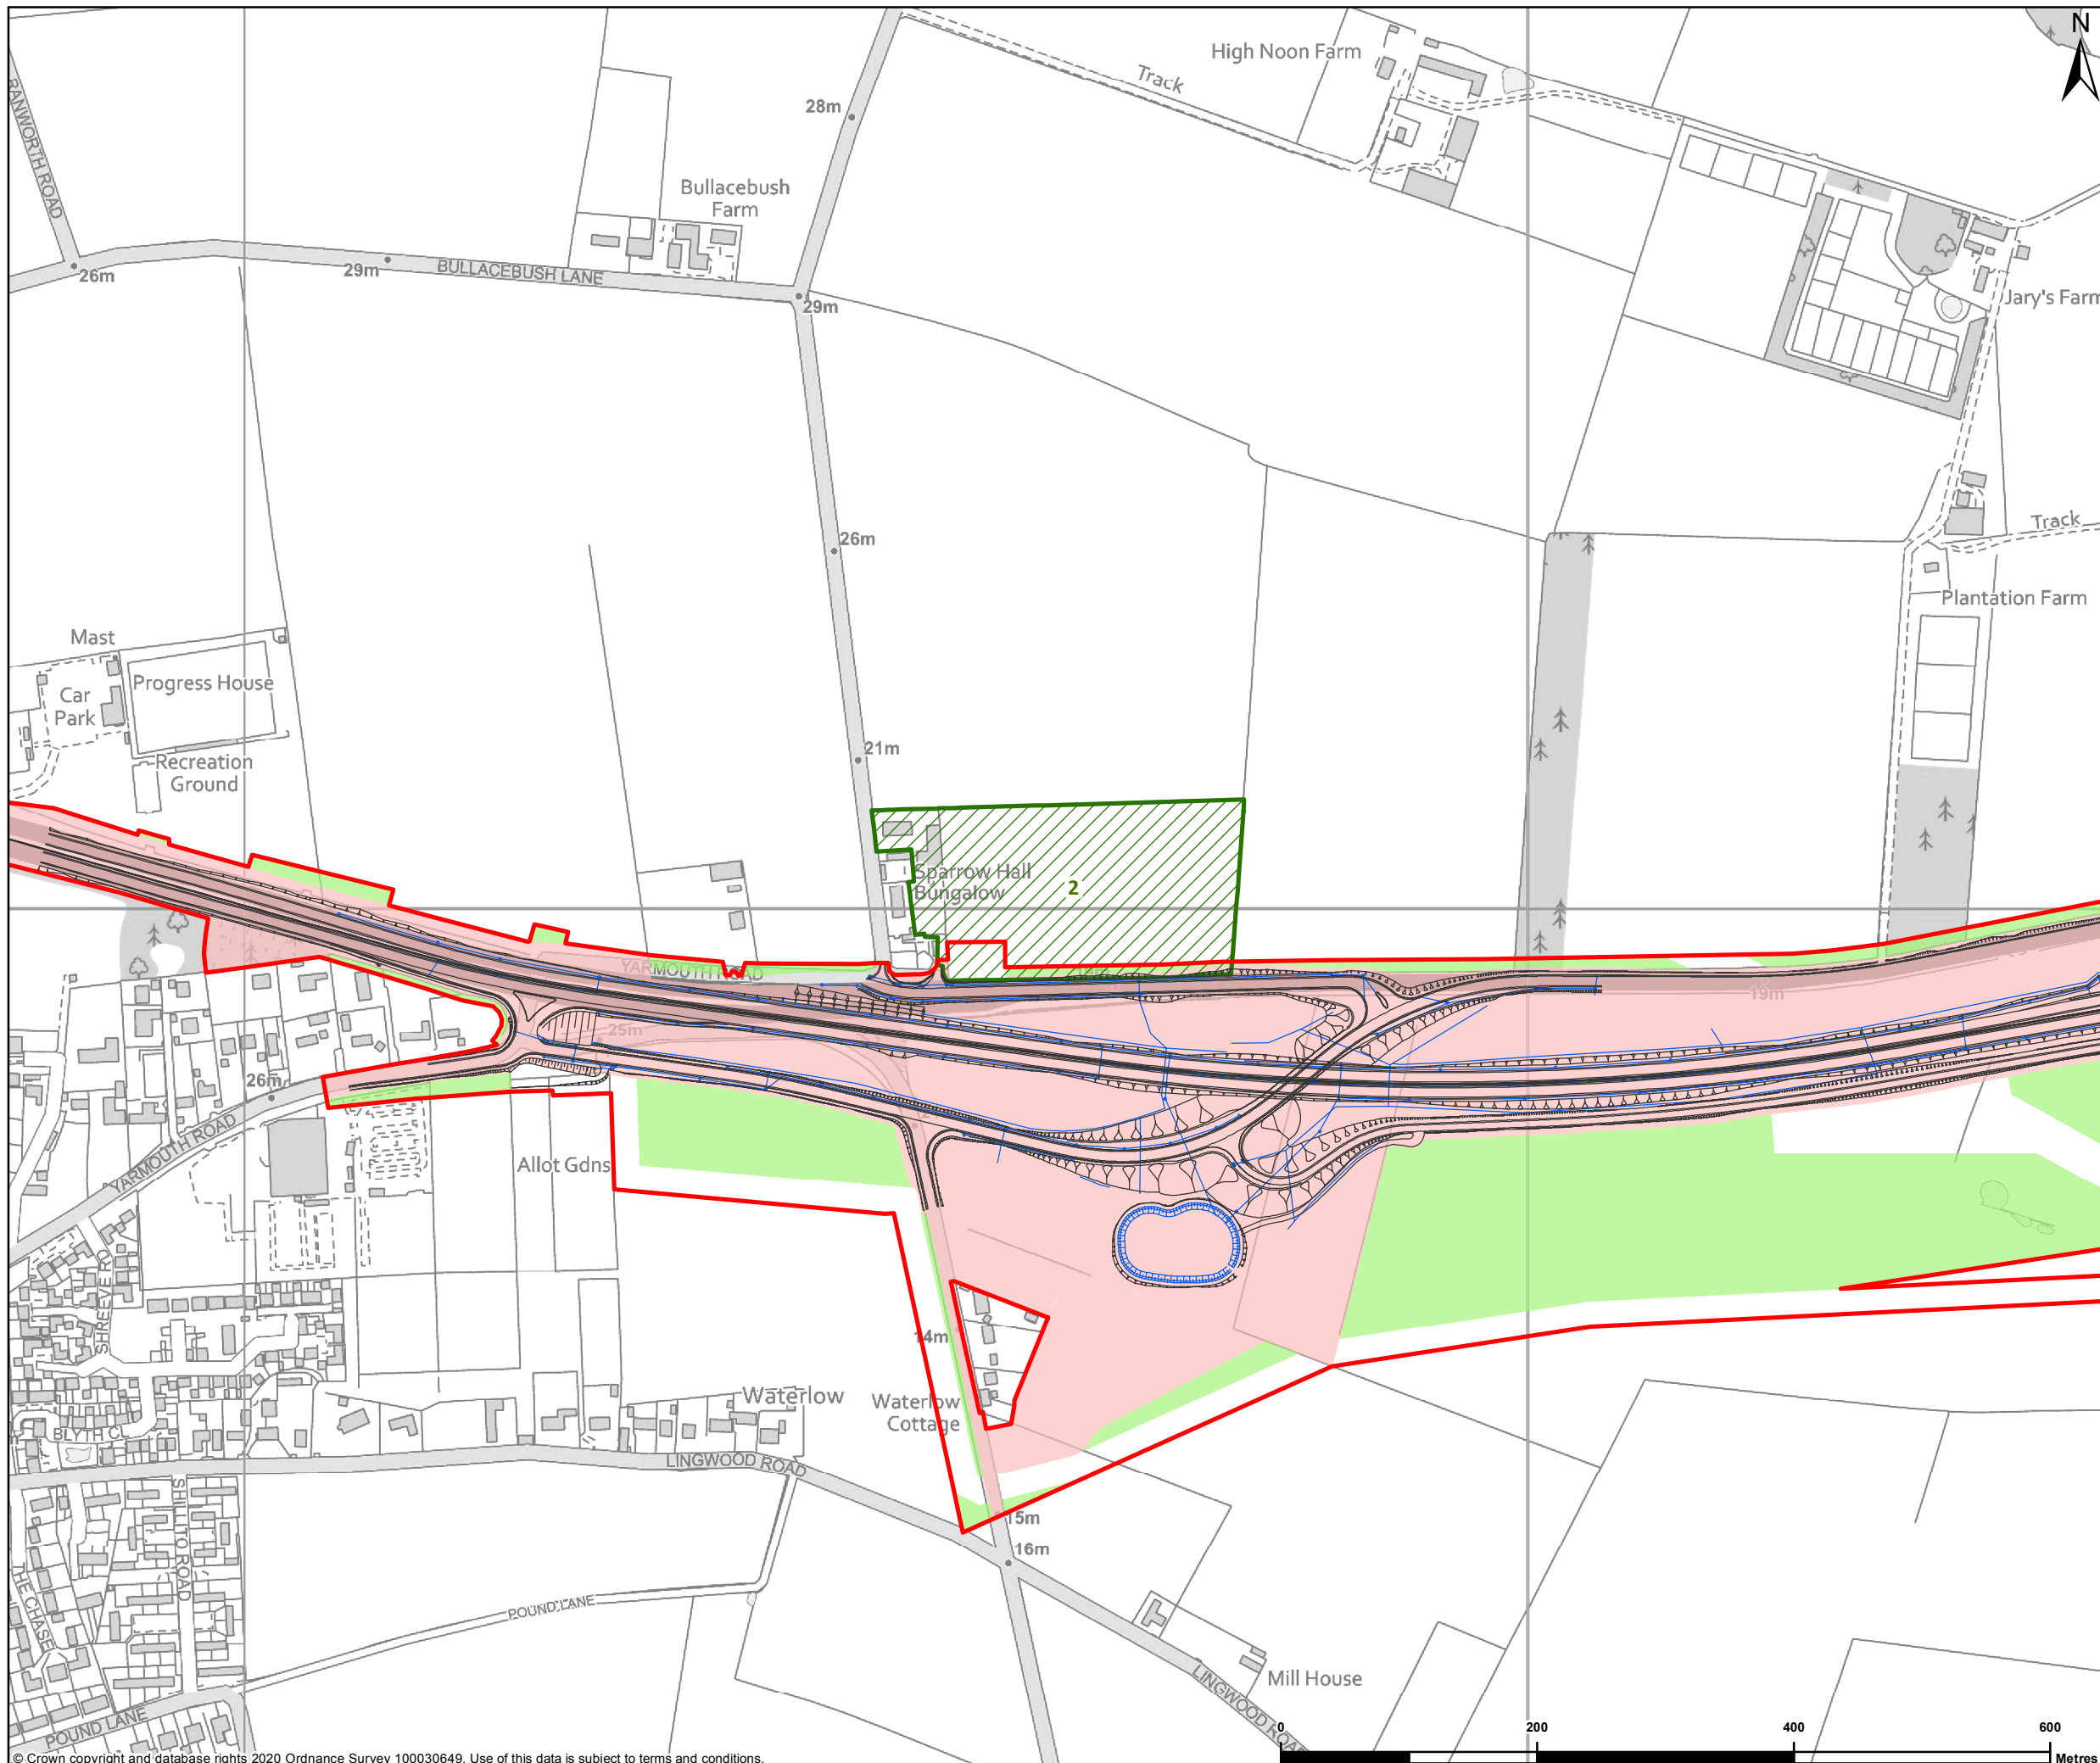 N
High Noon Farm
Track
28m
RANWORTH ROAD
Bullacebush
Farm
26m
29m
BULLACEBUSH LANE
29m
Jary's Farm
26m
Track
Plantation Farm
Mast
Progress House
Car
Park
21m
Recreation
Ground
Sparrow Hall
Bungalow
2
YARMOUTH ROAD
19m
25m
26m
YARMOUTH ROAD
Allot Gdns
14m
Waterlow
Waterlow
Cottage
BLYTH CL
LINGWOOD ROAD
SHILLITO ROAD
15m
16m
THE CHASE
POUND LANE
Mill House
LINGWOOD ROAD
POUND LANE
0 200 400 600
Metres
© Crown copyright and database rights 2020 Ordnance Survey 100030649. Use of this data is subject to terms and conditions.